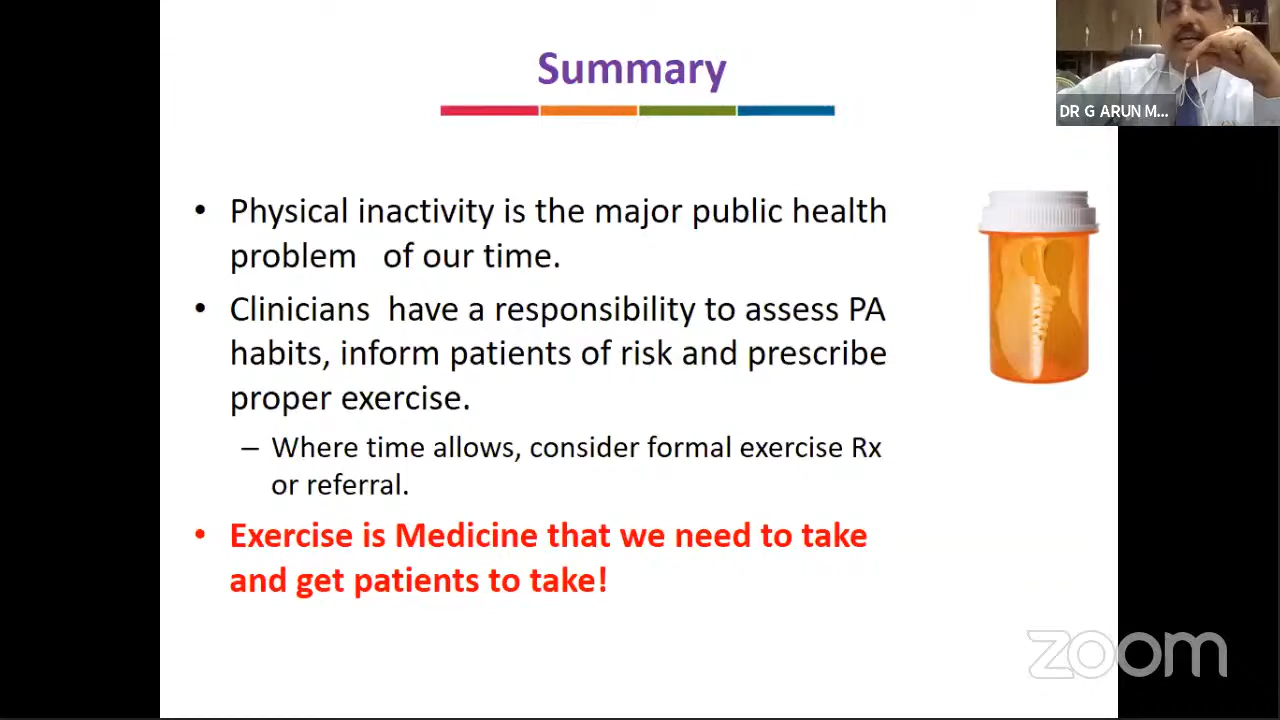 Summary
DR G ARUN M...
• Physical inactivity is the major public health
problem of our time.
• Clinicians have a responsibility to assess PA
habits, inform patients of risk and prescribe
proper exercise.
– Where time allows, consider formal exercise Rx
or referral.
• Exercise is Medicine that we need to take
and get patients to take!
zoom